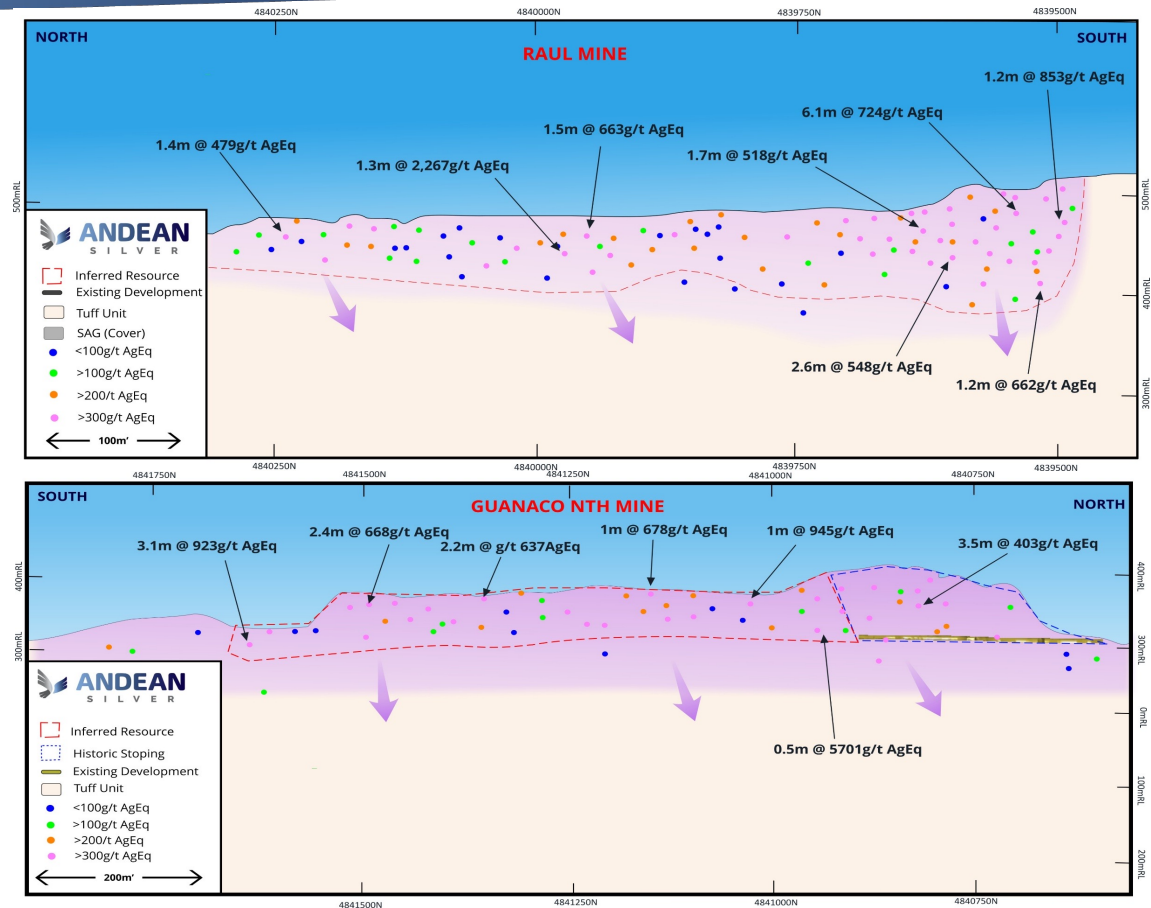 4840250N
4840000N
4839750N
4839500N
NORTH
RAUL MINE
SOUTH
1.2m @ 853g/t AgEq
6.1m @ 724g/t AgEq
1.5m @ 663g/t AgEq
1.4m @ 479g/t AgEq
1.7m @ 518g/t AgEq
1.3m @ 2,267g/t AgEq
500mRL
500mRL
400mRL
300mRL
ANDEAN
SILVER
Inferred Resource
Existing Development
Tuff Unit
SAG (Cover)
<100g/t AgEq
>100g/t AgEq
>200/t AgEq
>300g/t AgEq
100m'
2.6m @ 548g/t AgEq
1.2m @ 662g/t AgEq
4840250N
4840000N
4839750N
4839500N
4841750N
4841500N
4841250N
4841000N
4840750N
SOUTH
GUANACO NTH MINE
NORTH
3.1m @ 923g/t AgEq
2.4m @ 668g/t AgEq
2.2m @ g/t 637AgEq
1m @ 678g/t AgEq
1m @ 945g/t AgEq
3.5m @ 403g/t AgEq
400mRL
300mRL
400mRL
300mRL
0mRL
100mRL
200mRL
0.5m @ 5701g/t AgEq
ANDEAN
SILVER
Inferred Resource
Historic Stoping
Existing Development
Tuff Unit
<100g/t AgEq
>100g/t AgEq
>200/t AgEq
>300g/t AgEq
200m'
4841500N
4841250N
4841000N
4840750N